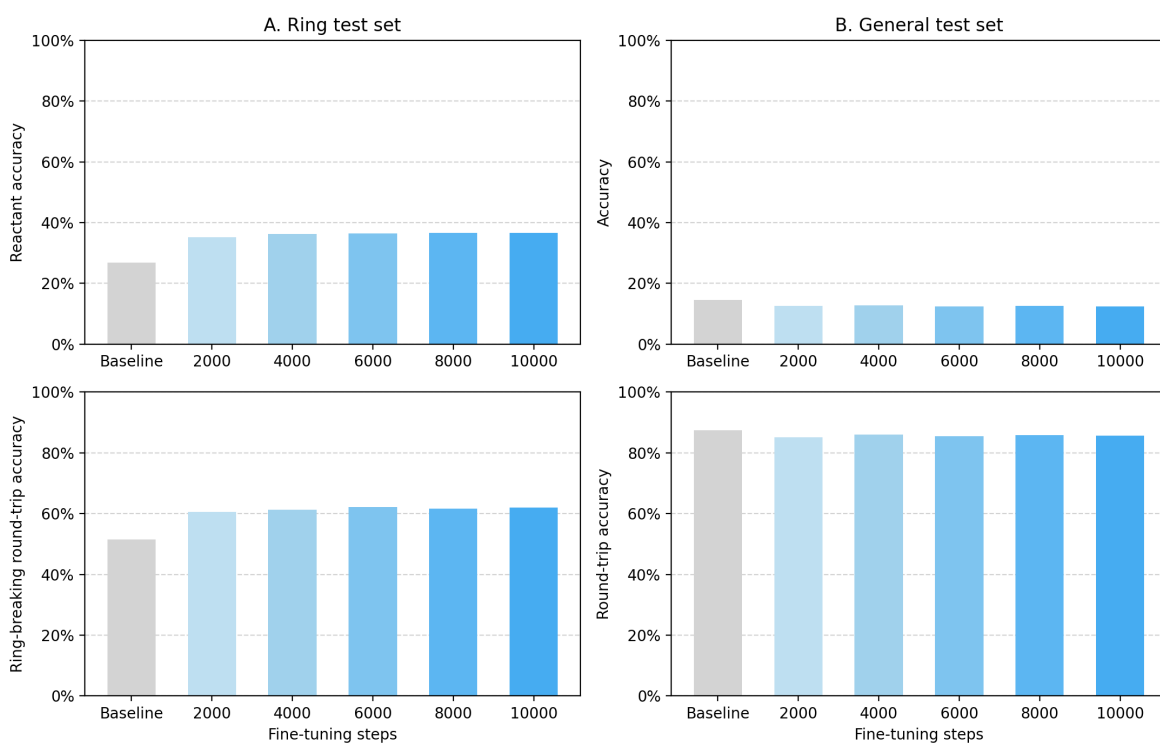 A. Ring test set
100%
80%
60%
40%
20%
0%
Reactant accuracy
Baseline 2000 4000 6000 8000 10000
B. General test set
100%
80%
60%
40%
20%
0%
Accuracy
Baseline 2000 4000 6000 8000 10000
100%
80%
60%
40%
20%
0%
Ring-breaking round-trip accuracy
Baseline 2000 4000 6000 8000 10000
Fine-tuning steps
100%
80%
60%
40%
20%
0%
Round-trip accuracy
Baseline 2000 4000 6000 8000 10000
Fine-tuning steps